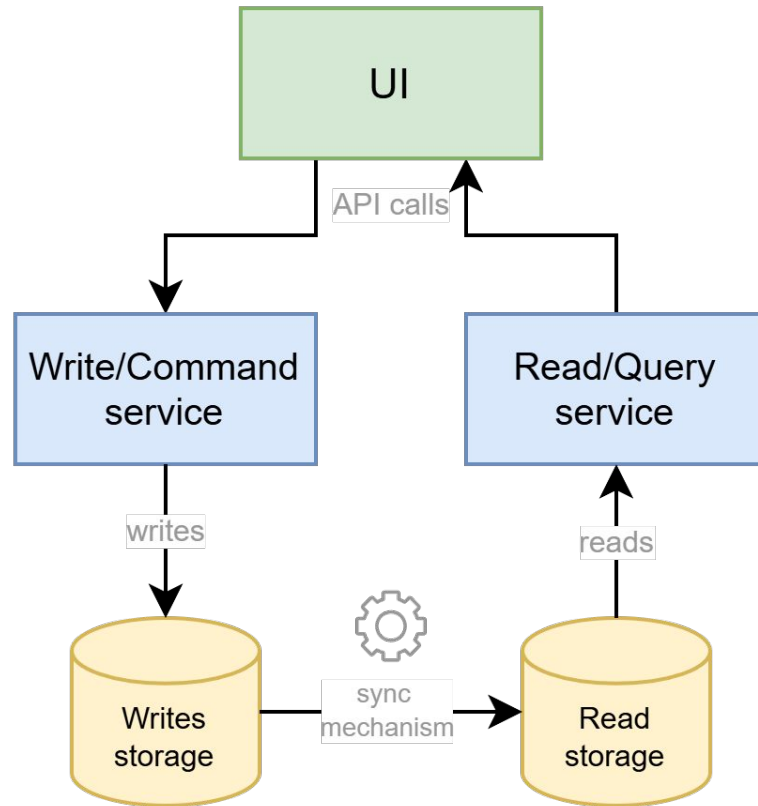 UI
API calls
Write/Command
service
Read/Query
service
writes
reads
Writes
storage
sync
mechanism
Read
storage